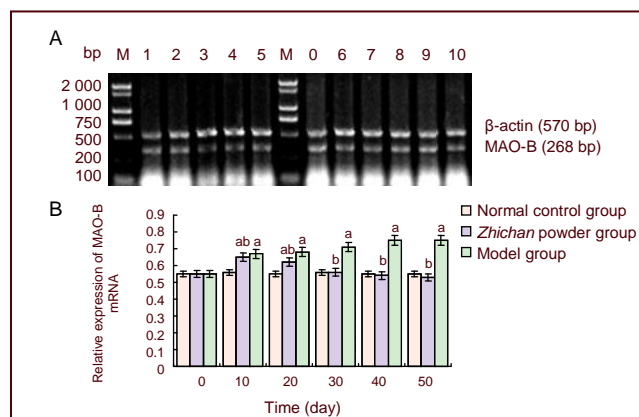 A
bp M 1 2 3 4 5 M 0 6 7 8 9 10
2 000
1 000
750
500
200
100
β-actin (570 bp)
MAO-B (268 bp)
B
Relative expression of MAO-B
mRNA
0.9
0.8
0.7
0.6
0.5
0.4
0.3
0.2
0.1
0
ab a ab a b a b a b a
0 10 20 30 40 50
Time (day)
Normal control group
Zhichan powder group
Model group